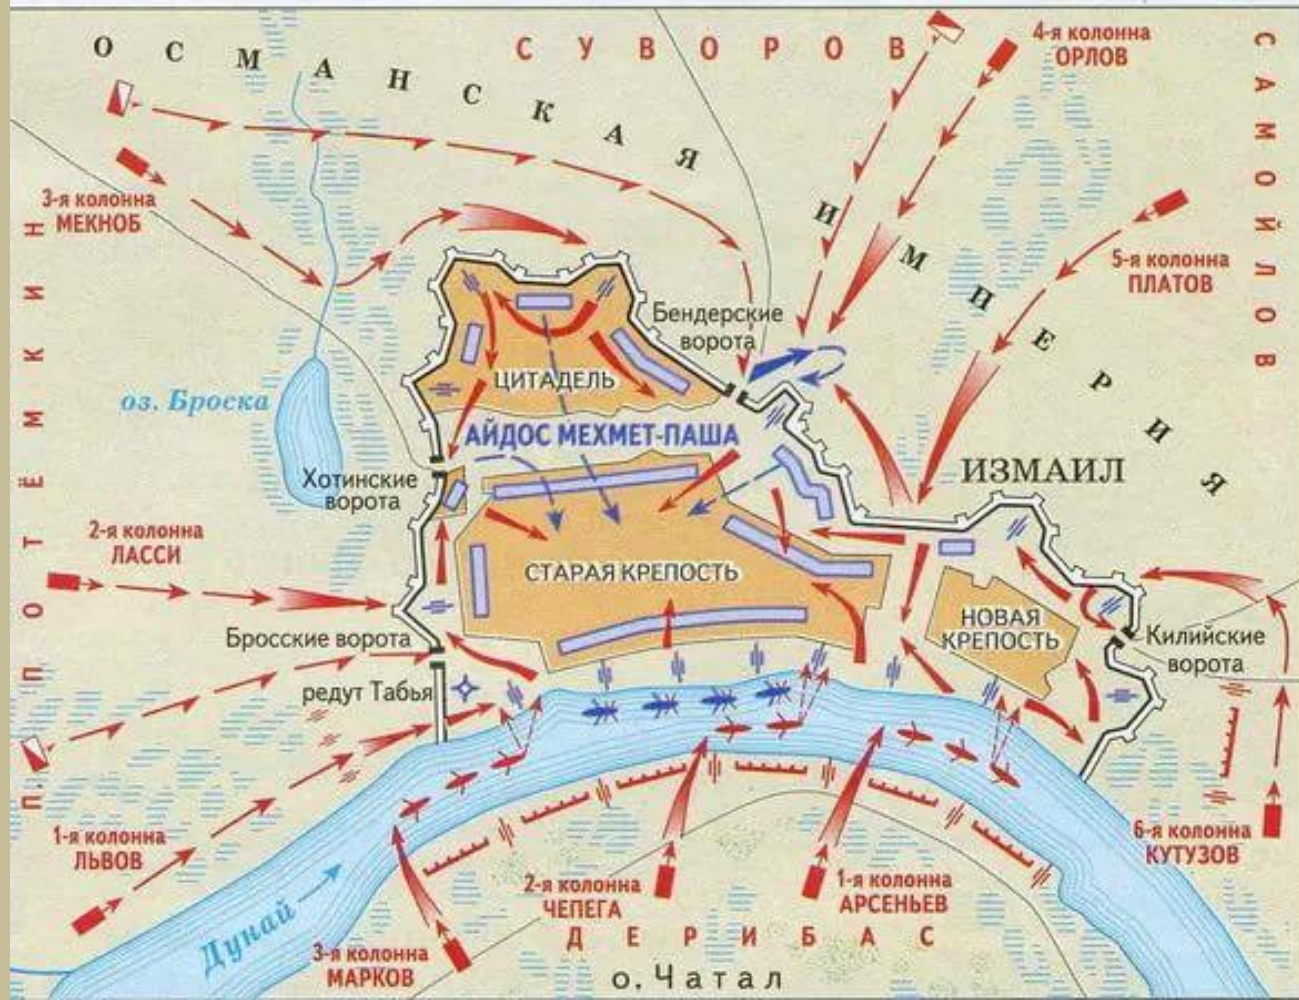 ОСМАНСКАЯ
ИМПЕРИЯ
СУВОРОВ
САМОЙЛОВ
П. ПОТЁМКИН
4-я колонна
ОРЛОВ
3-я колонна
МЕКНОБ
5-я колонна
ПЛАТОВ
Бендерские
ворота
ЦИТАДЕЛЬ
оз. Броска
АЙДОС МЕХМЕТ-ПАША
ИЗМАИЛ
Хотинские
ворота
2-я колонна
ЛАССИ
СТАРАЯ КРЕПОСТЬ
НОВАЯ
КРЕПОСТЬ
Бросские ворота
Килийские
ворота
редут Табья
1-я колонна
ЛЬВОВ
6-я колонна
КУТУЗОВ
2-я колонна
ЧЕПЕГА
1-я колонна
АРСЕНЬЕВ
Дунай
3-я колонна
МАРКОВ
ДЕРИБАС
о. Чатал